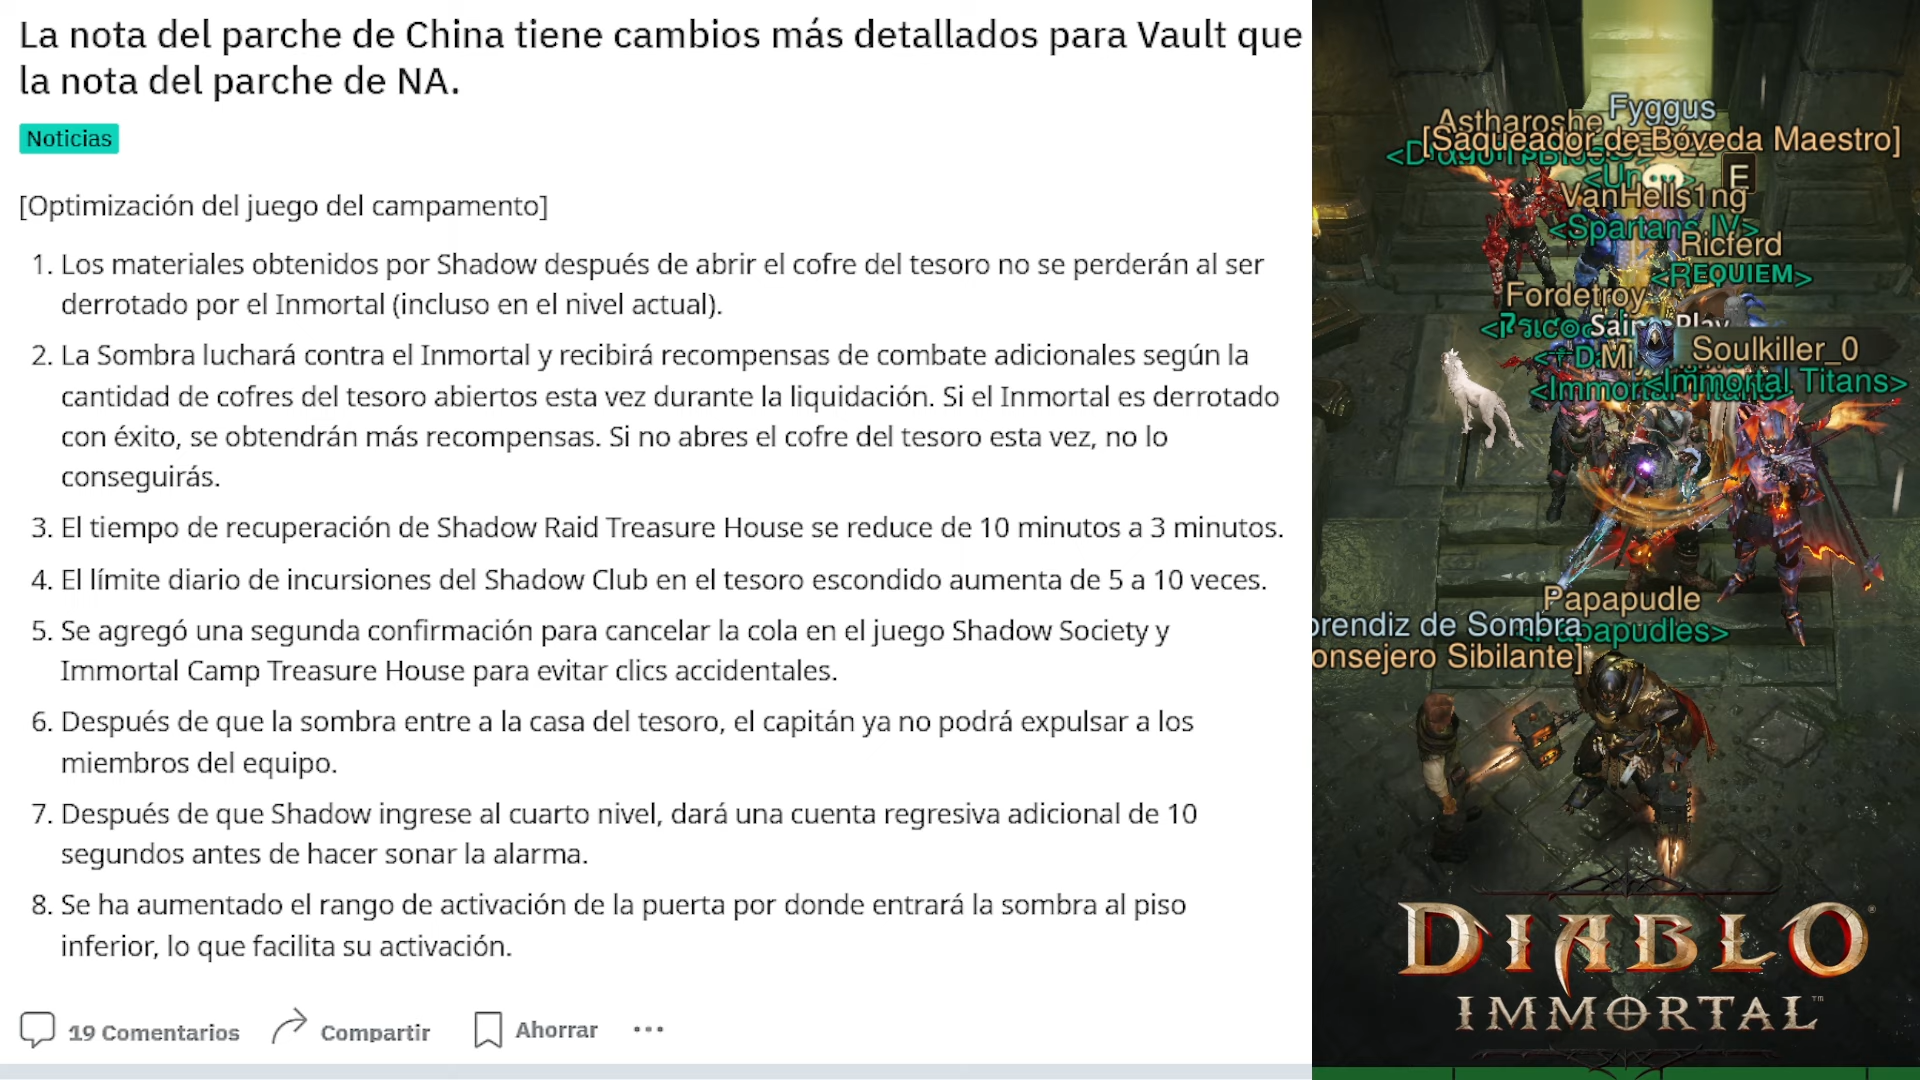 La nota del parche de China tiene cambios más detallados para Vault que
la nota del parche de NA.
Noticias
[Optimización del juego del campamento]
1. Los materiales obtenidos por Shadow después de abrir el cofre del tesoro no se perderán al ser
derrotado por el Inmortal (incluso en el nivel actual).
2. La Sombra luchará contra el Inmortal y recibirá recompensas de combate adicionales según la
cantidad de cofres del tesoro abiertos esta vez durante la liquidación. Si el Inmortal es derrotado
con éxito, se obtendrán más recompensas. Si no abres el cofre del tesoro esta vez, no lo
conseguirás.
3. El tiempo de recuperación de Shadow Raid Treasure House se reduce de 10 minutos a 3 minutos.
4. El límite diario de incursiones del Shadow Club en el tesoro escondido aumenta de 5 a 10 veces.
5. Se agregó una segunda confirmación para cancelar la cola en el juego Shadow Society y
Immortal Camp Treasure House para evitar clics accidentales.
6. Después de que la sombra entre a la casa del tesoro, el capitán ya no podrá expulsar a los
miembros del equipo.
7. Después de que Shadow ingrese al cuarto nivel, dará una cuenta regresiva adicional de 10
segundos antes de hacer sonar la alarma.
8. Se ha aumentado el rango de activación de la puerta por donde entrará la sombra al piso
inferior, lo que facilita su activación.
19 Comentarios Compartir Ahorrar
Fyggus
Astharoshe
[Saqueador de Bóveda Maestro]
E
VanHells1ng
<Spartans IV>
Ricferd
<REQUIEM>
Fordetroy
Soulkiller_0
<Immortal Titans>
Papapudle
<Papapudles>
prendiz de Sombra
onsejero Sibilante]
DIABLO
IMMORTAL